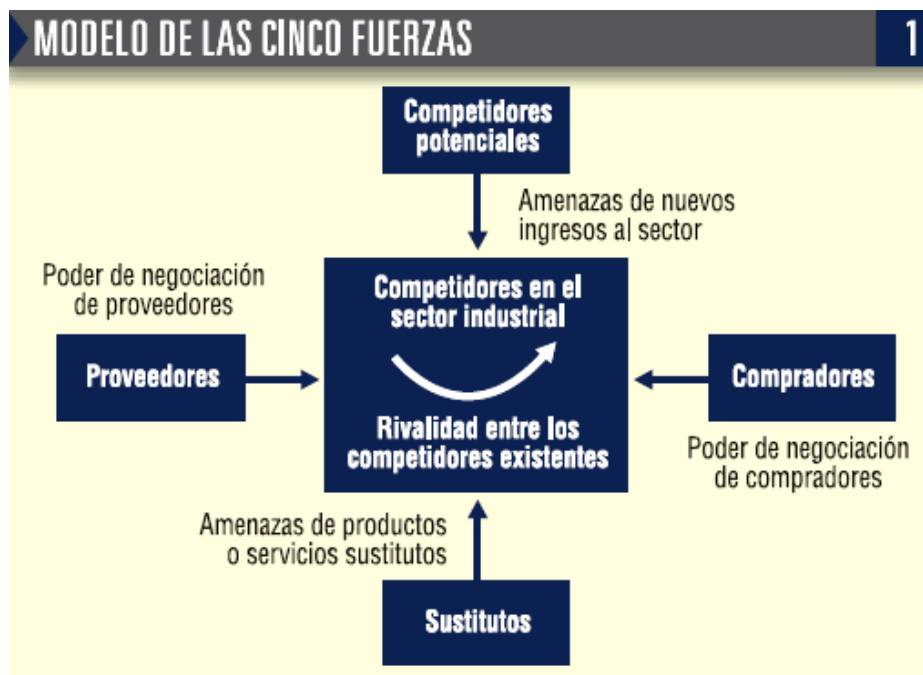 MODELO DE LAS CINCO FUERZAS
1
Competidores
potenciales
Amenazas de nuevos
ingresos al sector
Poder de negociación
de proveedores
Competidores en el
sector industrial
Proveedores
Compradores
Rivalidad entre los
competidores existentes
Poder de negociación
de compradores
Amenazas de productos
o servicios sustitutos
Sustitutos